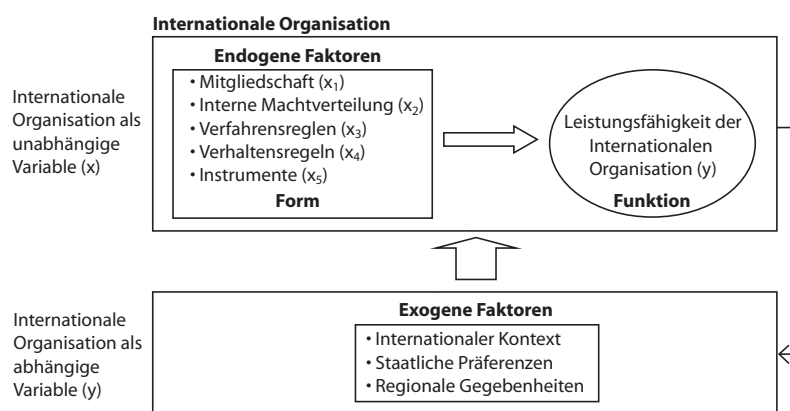 Internationale Organisation
Internationale
Organisation als
unabhängige
Variable (x)
Endogene Faktoren
• Mitgliedschaft (x₁)
• Interne Machtverteilung (x₂)
• Verfahrensreglen (x₃)
• Verhaltensregeln (x₄)
• Instrumente (x₅)
Form
Leistungsfähigkeit der
Internationalen
Organisation (y)
Funktion
Internationale
Organisation als
abhängige
Variable (y)
Exogene Faktoren
• Internationaler Kontext
• Staatliche Präferenzen
• Regionale Gegebenheiten